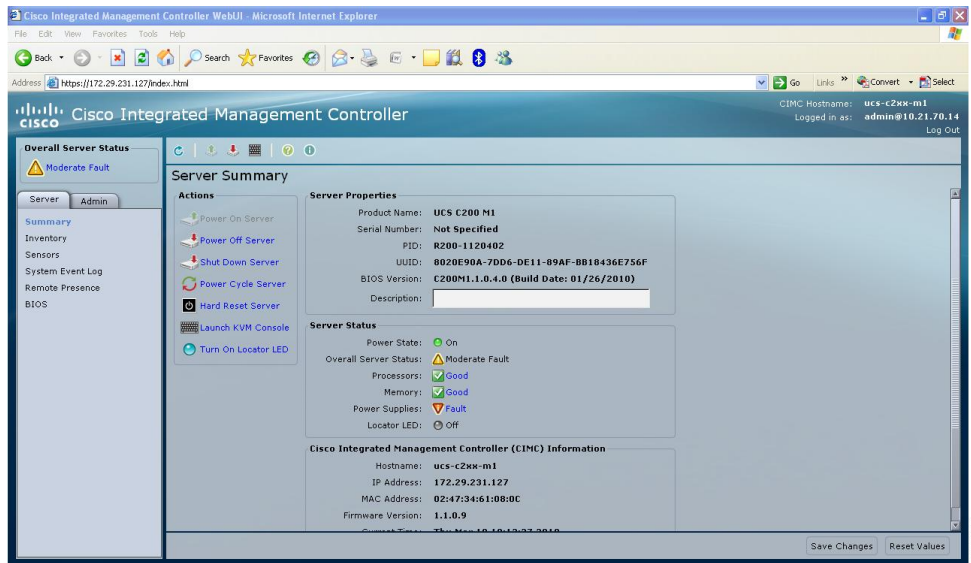 Cisco Integrated Management Controller WebUI - Microsoft Internet Explorer
File Edit View Favorites Tools Help
Back Search Favorites
Address https://172.29.231.127/index.html Go Links » Convert Select
CISCO Cisco Integrated Management Controller
CIMC Hostname: ucs-c2xx-m1
Logged in as: admin@10.21.70.14
Log Out
Overall Server Status
Moderate Fault
Server Admin
Summary
Inventory
Sensors
System Event Log
Remote Presence
BIOS
Server Summary
Actions
Power On Server
Power Off Server
Shut Down Server
Power Cycle Server
Hard Reset Server
Launch KVM Console
Turn On Locator LED
Server Properties
Product Name: UCS C200 M1
Serial Number: Not Specified
PID: R200-1120402
UUID: 8020E90A-7DD6-DE11-89AF-BB18436E756F
BIOS Version: C200M1.1.0.4.0 (Build Date: 01/26/2010)
Description:
Server Status
Power State: On
Overall Server Status: Moderate Fault
Processors: Good
Memory: Good
Power Supplies: Fault
Locator LED: Off
Cisco Integrated Management Controller (CIMC) Information
Hostname: ucs-c2xx-m1
IP Address: 172.29.231.127
MAC Address: 02:47:34:61:08:0C
Firmware Version: 1.1.0.9
Save Changes Reset Values